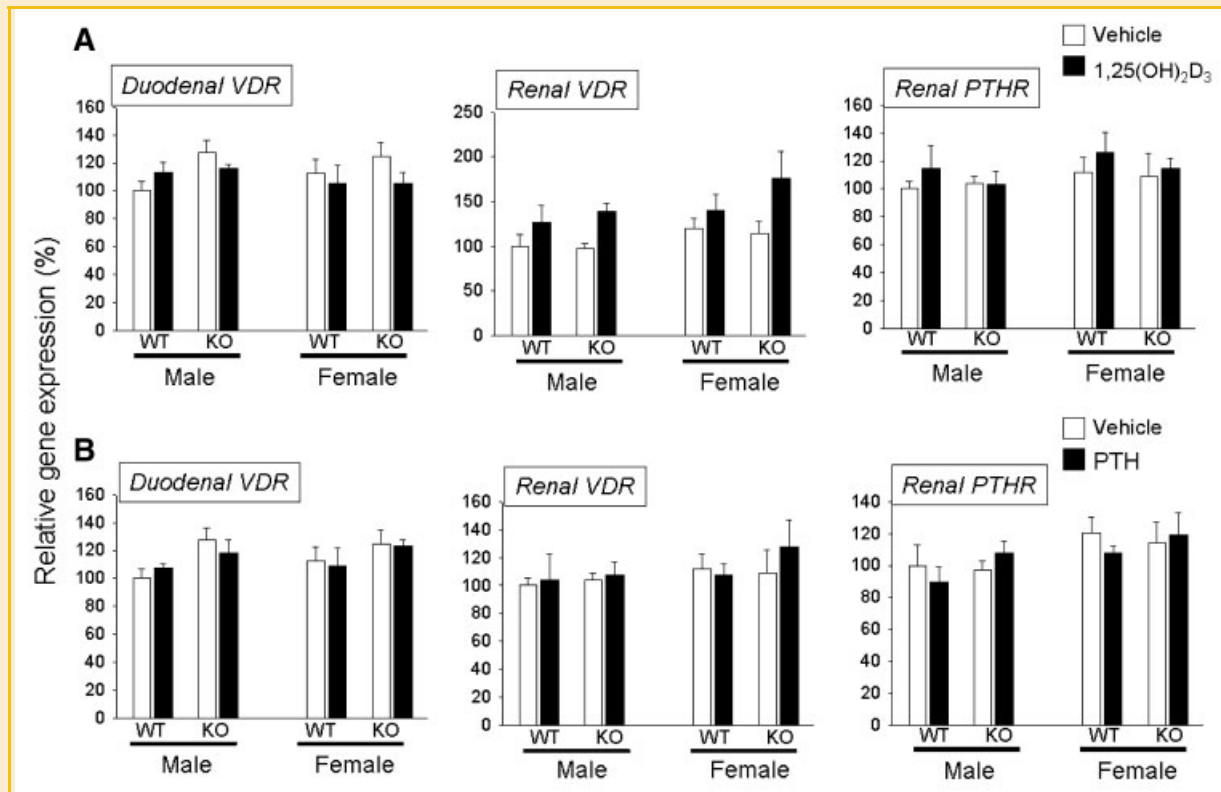 A
Vehicle
1,25(OH)₂D₃
Duodenal VDR
Renal VDR
Renal PTHR
160
140
120
100
80
60
40
20
0
250
200
150
100
50
0
160
140
120
100
80
60
40
20
0
WT KO WT KO
Male Female
WT KO WT KO
Male Female
WT KO WT KO
Male Female
Relative gene expression (%)
B
Vehicle
PTH
Duodenal VDR
Renal VDR
Renal PTHR
160
140
120
100
80
60
40
20
0
160
140
120
100
80
60
40
20
0
140
120
100
80
60
40
20
0
WT KO WT KO
Male Female
WT KO WT KO
Male Female
WT KO WT KO
Male Female